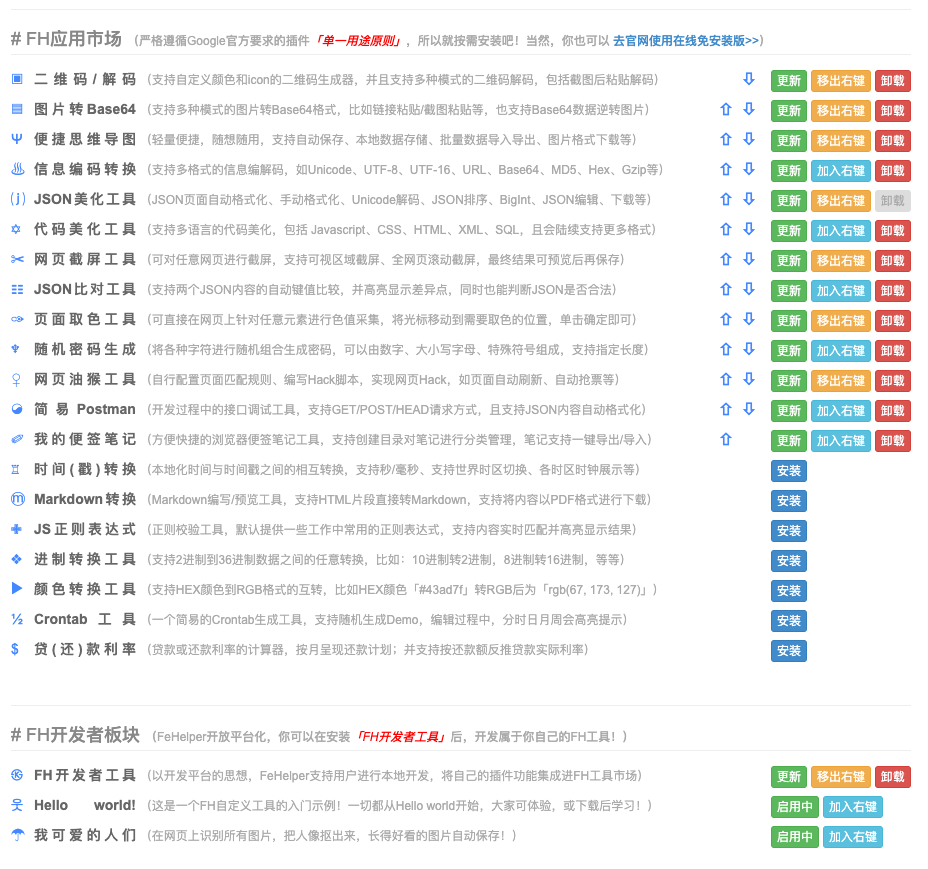 # FH应用市场 （严格遵循Google官方要求的插件「单一用途原则」，所以就按需安装吧！当然，你也可以 去官网使用在线免安装版>>）
二维码/解码 （支持自定义颜色和icon的二维码生成器，并且支持多种模式的二维码解码，包括截图后粘贴解码） 更新 移出右键 卸载
图片转Base64 （支持多种模式的图片转Base64格式，比如链接粘贴/截图粘贴等，也支持Base64数据逆转图片） 更新 移出右键 卸载
便捷思维导图 （轻量便捷，随想随用，支持自动保存、本地数据存储、批量数据导入导出、图片格式下载等） 更新 移出右键 卸载
信息编码转换 （支持多格式的信息编解码，如Unicode、UTF-8、UTF-16、URL、Base64、MD5、Hex、Gzip等） 更新 加入右键 卸载
JSON美化工具 （JSON页面自动格式化、手动格式化、Unicode解码、JSON排序、BigInt、JSON编辑、下载等） 更新 移出右键 卸载
代码美化工具 （支持多语言的代码美化，包括 Javascript、CSS、HTML、XML、SQL，且会陆续支持更多格式） 更新 加入右键 卸载
网页截屏工具 （可对任意网页进行截屏，支持可视区域截屏、全网页滚动截屏，最终结果可预览后再保存） 更新 移出右键 卸载
JSON比对工具 （支持两个JSON内容的自动键值比较，并高亮显示差异点，同时也能判断JSON是否合法） 更新 加入右键 卸载
页面取色工具 （可直接在网页上针对任意元素进行色值采集，将光标移动到需要取色的位置，单击确定即可） 更新 移出右键 卸载
随机密码生成 （将各种字符进行随机组合生成密码，可以由数字、大小写字母、特殊符号组成，支持指定长度） 更新 加入右键 卸载
网页油猴工具 （自行配置页面匹配规则、编写Hack脚本，实现网页Hack，如页面自动刷新、自动抢票等） 更新 移出右键 卸载
简易Postman （开发过程中的接口调试工具，支持GET/POST/HEAD请求方式，且支持JSON内容自动格式化） 更新 加入右键 卸载
我的便签笔记 （方便快捷的浏览器便签笔记工具，支持创建目录对笔记进行分类管理，笔记支持一键导出/导入） 更新 加入右键 卸载
时间(戳)转换 （本地化时间与时间戳之间的相互转换，支持秒/毫秒、支持世界时区切换、各时区时钟展示等） 安装
Markdown转换 （Markdown编写/预览工具，支持HTML片段直接转Markdown，支持将内容以PDF格式进行下载） 安装
JS正则表达式 （正则校验工具，默认提供一些工作中常用的正则表达式，支持内容实时匹配并高亮显示结果） 安装
进制转换工具 （支持2进制到36进制数据之间的任意转换，比如：10进制转2进制，8进制转16进制，等等） 安装
颜色转换工具 （支持HEX颜色到RGB格式的互转，比如HEX颜色「#43ad7f」转RGB后为「rgb(67, 173, 127)」） 安装
½ Crontab工具 （一个简易的Crontab生成工具，支持随机生成Demo，编辑过程中，分时日月周会高亮提示） 安装
$ 贷(还)款利率 （贷款或还款利率的计算器，按月呈现还款计划；并支持按还款额反推贷款实际利率） 安装
# FH开发者板块 （FeHelper开放平台化，你可以在安装「FH开发者工具」后，开发属于你自己的FH工具！）
FH开发者工具 （以开发平台的思想，FeHelper支持用户进行本地开发，将自己的插件功能集成进FH工具市场） 更新 移出右键 卸载
Hello world! （这是一个FH自定义工具的入门示例！一切都从Hello world开始，大家可体验，或下载后学习！） 启用中 加入右键
我可爱的人们 （在网页上识别所有图片，把人像抠出来，长得好看的图片自动保存！） 启用中 加入右键